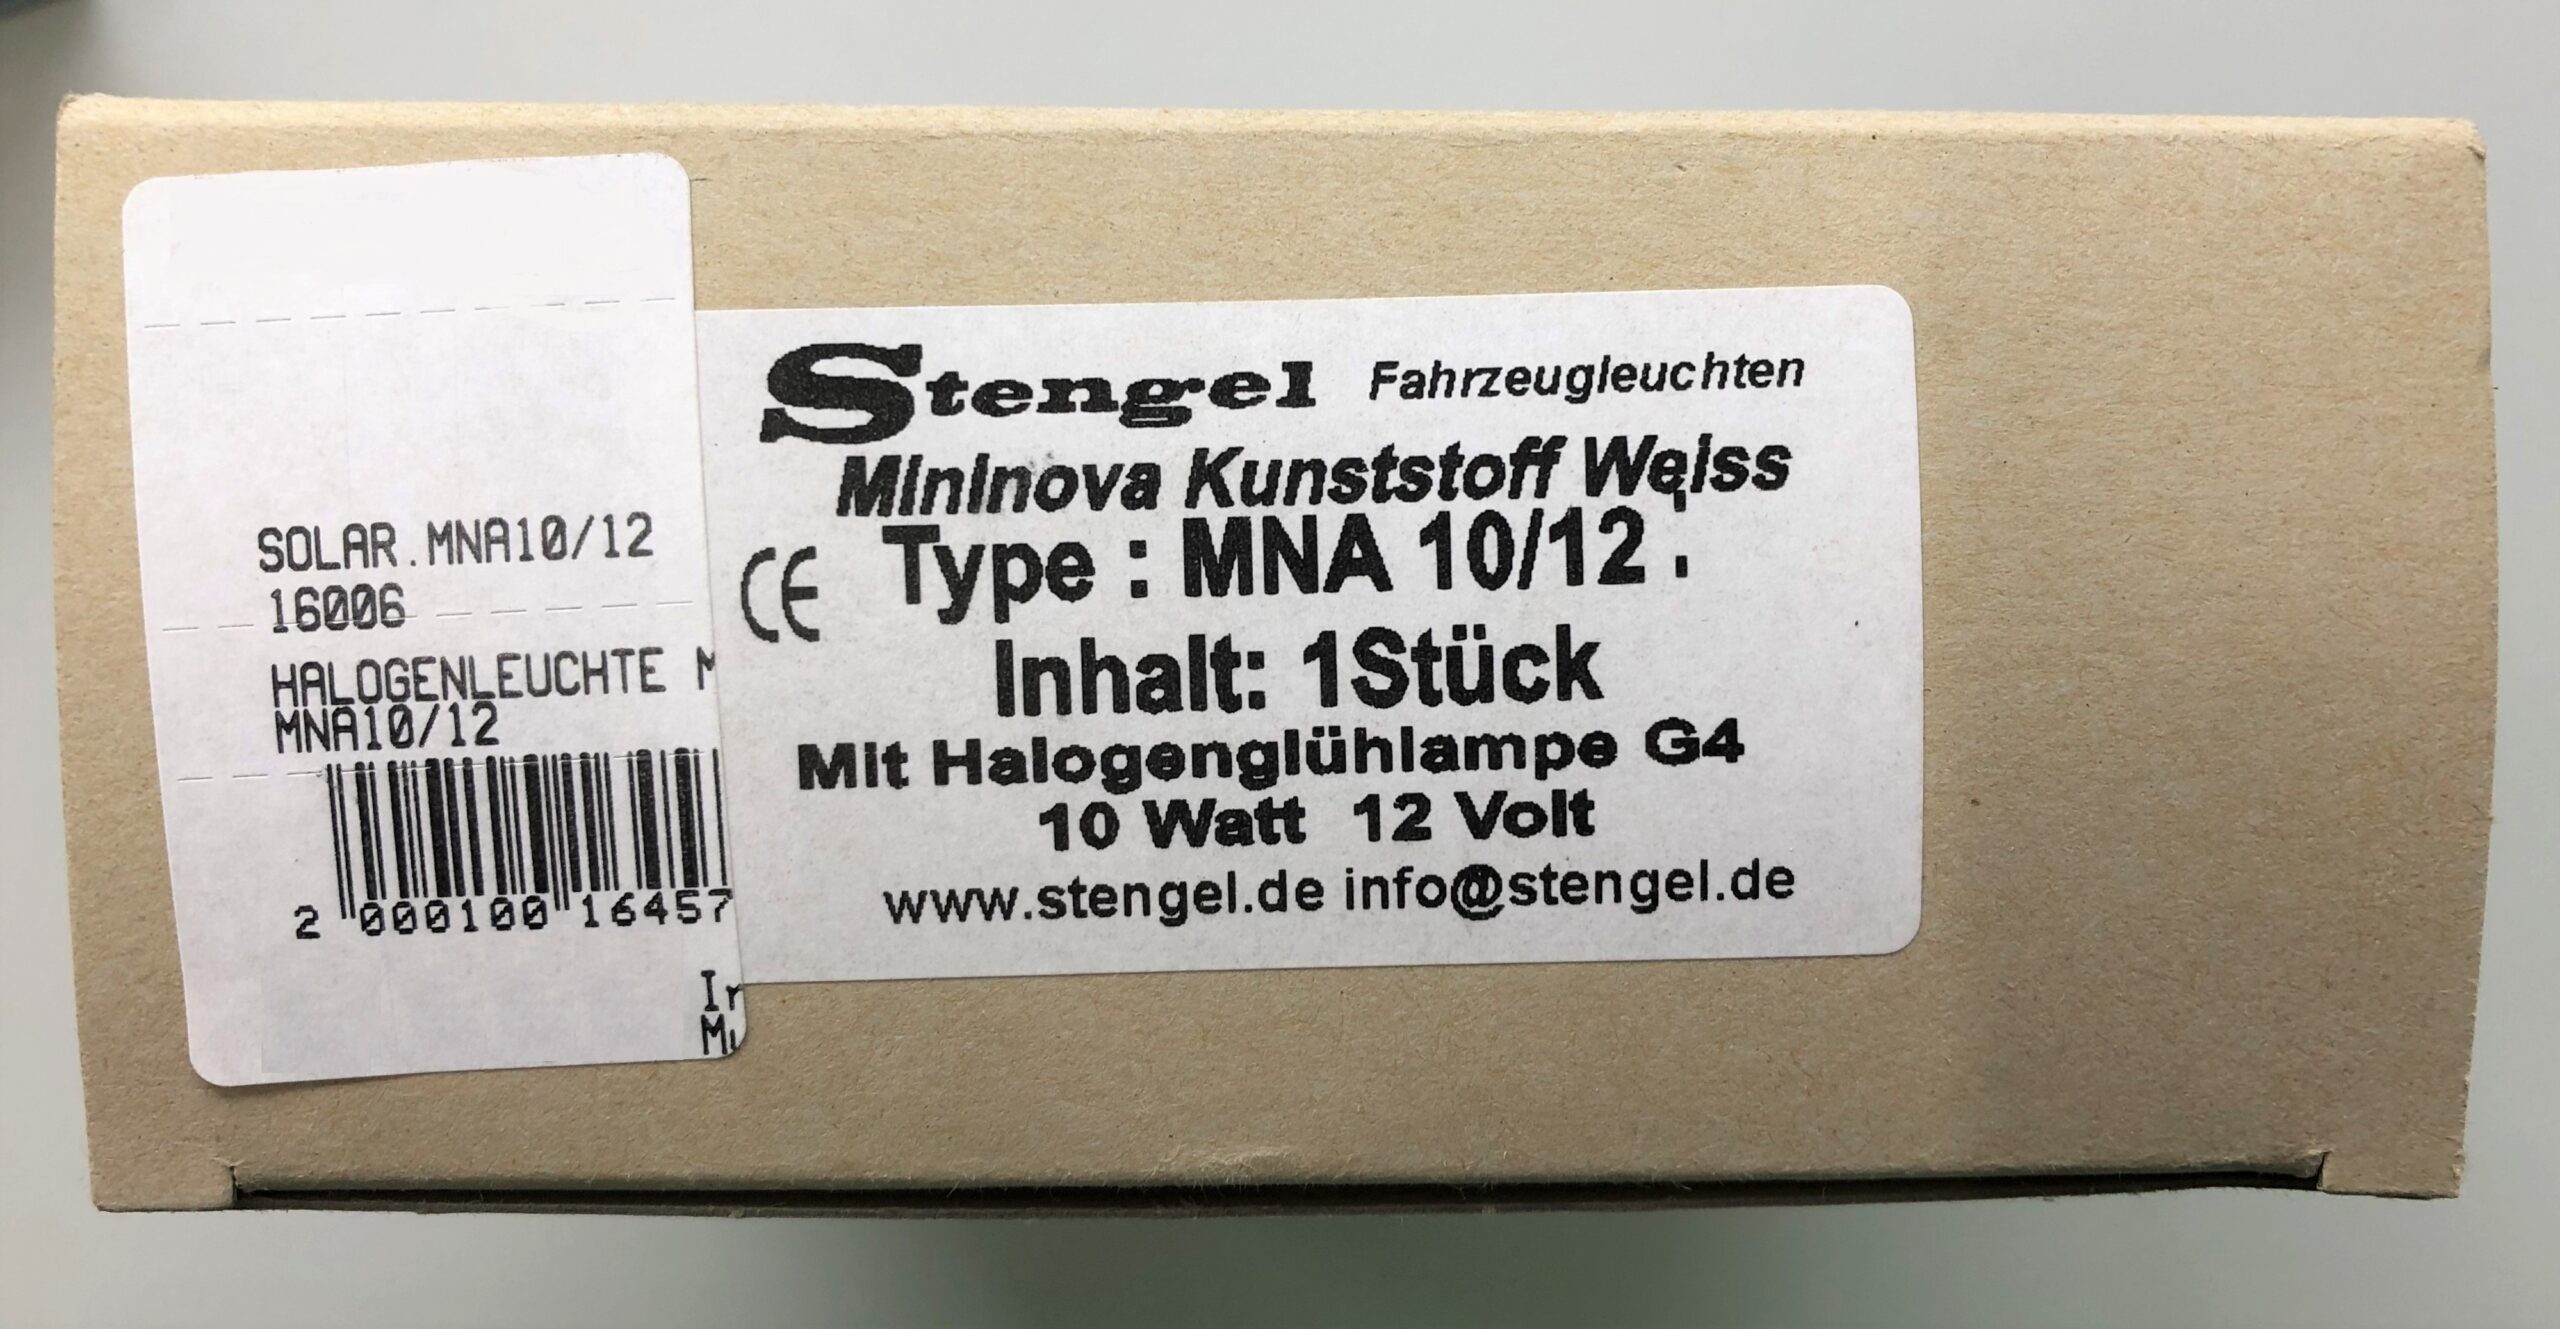 SOLAR.MNA10/12
16006
HALOGENLEUCHTE M
MNA10/12
2 000100 16457
Stengel Fahrzeugleuchten
Mininova Kunststoff Weiss
CE Type : MNA 10/12
Inhalt: 1Stück
Mit Halogenglühlampe G4
10 Watt 12 Volt
www.stengel.de info@stengel.de